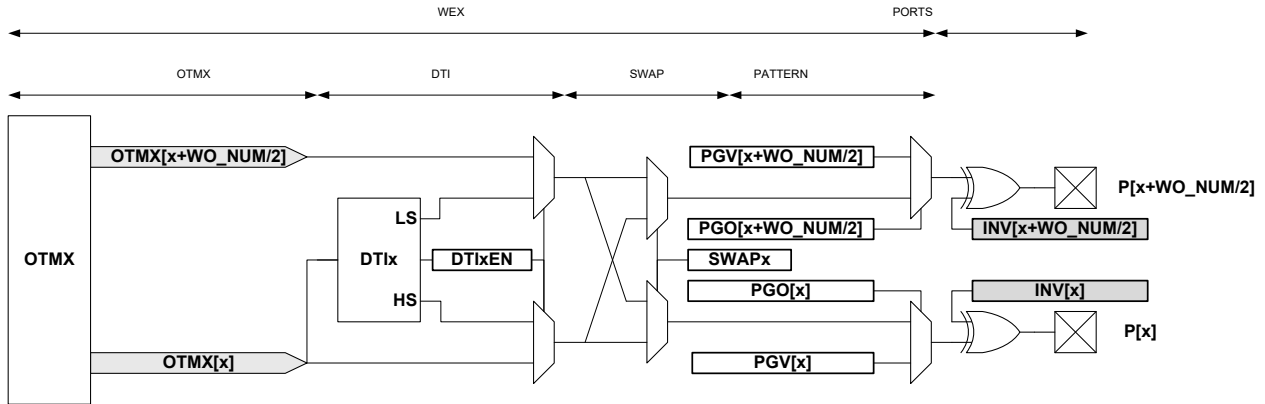 WEX PORTS
OTMX DTI SWAP PATTERN
OTMX[x+WO_NUM/2] PGV[x+WO_NUM/2]
P[x+WO_NUM/2]
LS PGO[x+WO_NUM/2] INV[x+WO_NUM/2]
OTMX DTIx DTIxEN SWAPx
HS PGO[x] INV[x]
P[x]
OTMX[x] PGV[x]